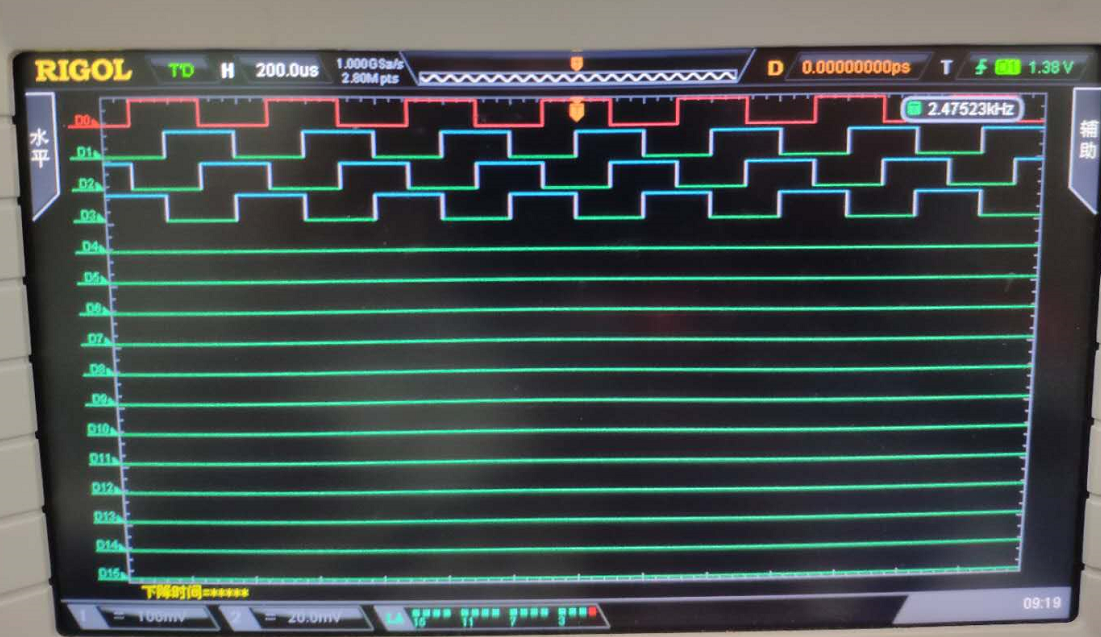 RIGOL T'D H 200.0us 1.000GSa/s D 0.00000000ps T D1 1.38 V
2.80M pts
水平
辅助
2.47523kHz
D0
D1
D2
D3
D4
D5
D6
D7
D8
D9
D10
D11
D12
D13
D14
D15
下降时间=*****
1 = 100mV 2 = 20.0mV LA 15 11 7 3
09:19